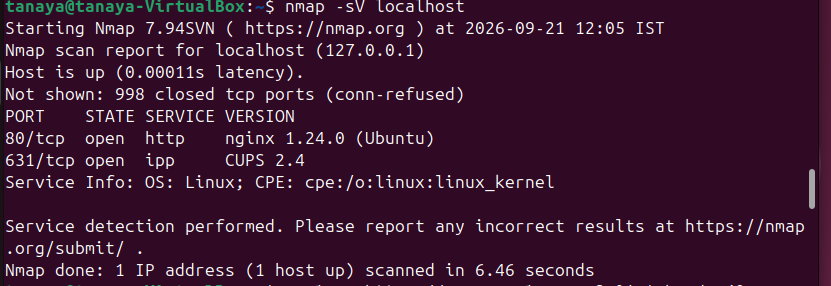 tanaya@tanaya-VirtualBox:~$ nmap -sV localhost
Starting Nmap 7.94SVN ( https://nmap.org ) at 2026-09-21 12:05 IST
Nmap scan report for localhost (127.0.0.1)
Host is up (0.00011s latency).
Not shown: 998 closed tcp ports (conn-refused)
PORT    STATE SERVICE VERSION
80/tcp  open  http    nginx 1.24.0 (Ubuntu)
631/tcp open  ipp     CUPS 2.4
Service Info: OS: Linux; CPE: cpe:/o:linux:linux_kernel

Service detection performed. Please report any incorrect results at https://nmap
.org/submit/ .
Nmap done: 1 IP address (1 host up) scanned in 6.46 seconds